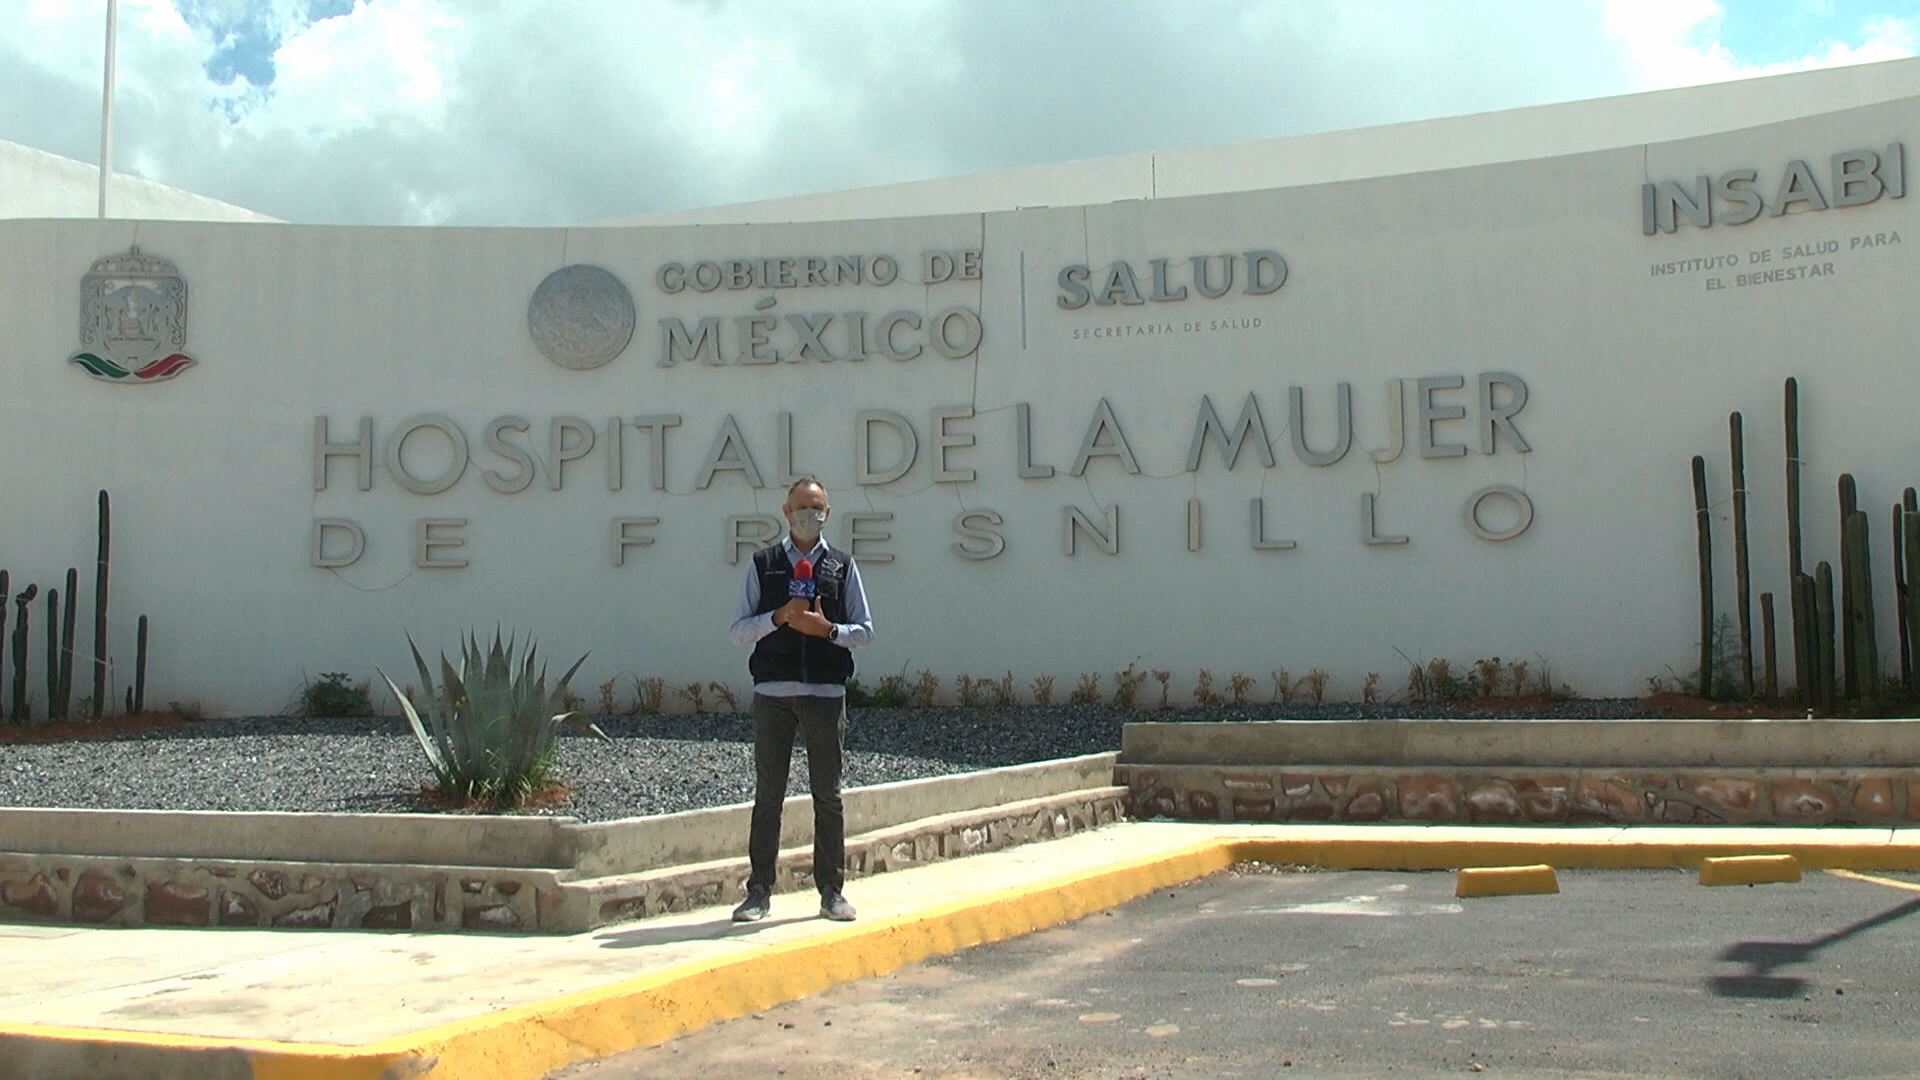 GOBIERNO DE
MÉXICO
SALUD
SECRETARIA DE SALUD
INSABI
INSTITUTO DE SALUD PARA
EL BIENESTAR
HOSPITAL DE LA MUJER
DE FRESNILLO